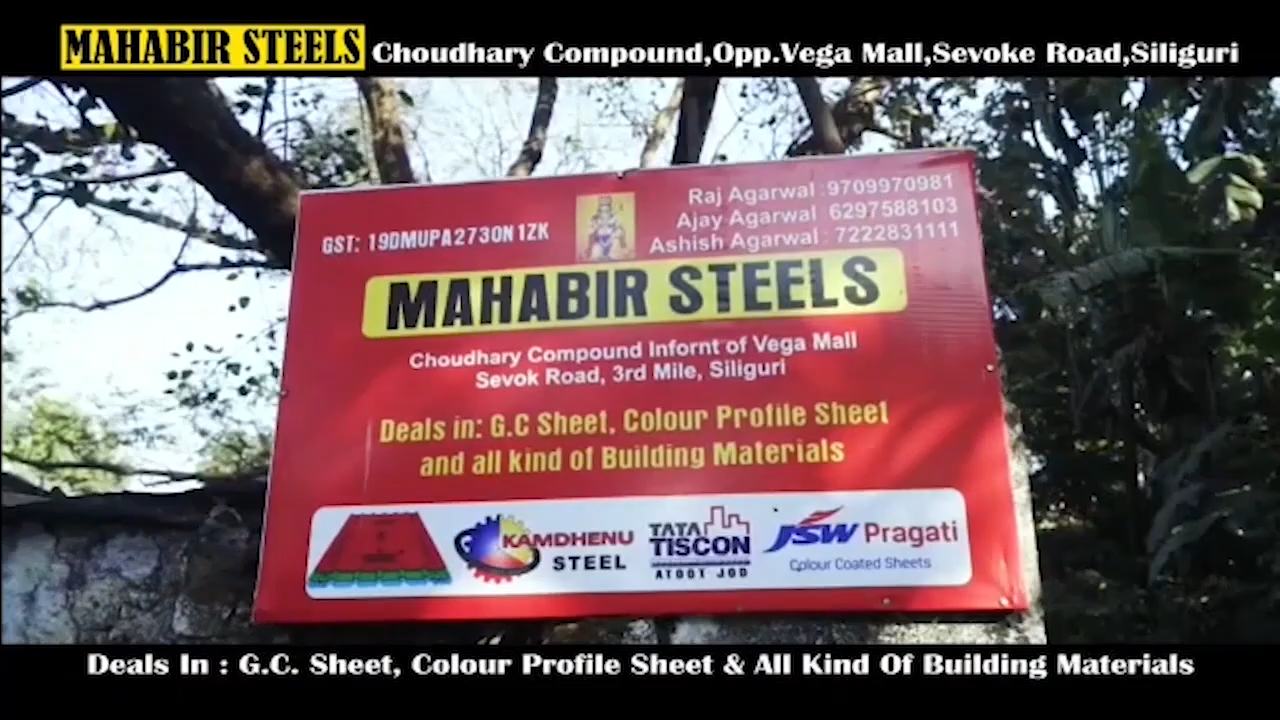 MAHABIR STEELS Choudhary Compound,Opp.Vega Mall,Sevoke Road,Siliguri
GST: 19DMUPA2730N1ZK
Raj Agarwal :9709970981
Ajay Agarwal 6297588103
Ashish Agarwal : 7222831111
MAHABIR STEELS
Choudhary Compound Infornt of Vega Mall
Sevok Road, 3rd Mile, Siliguri
Deals in: G.C Sheet, Colour Profile Sheet
and all kind of Building Materials
KAMDHENU
STEEL
TATA
TISCON
ATOOT JOD
JSW Pragati
Colour Coated Sheets
Deals In : G.C. Sheet, Colour Profile Sheet & All Kind Of Building Materials